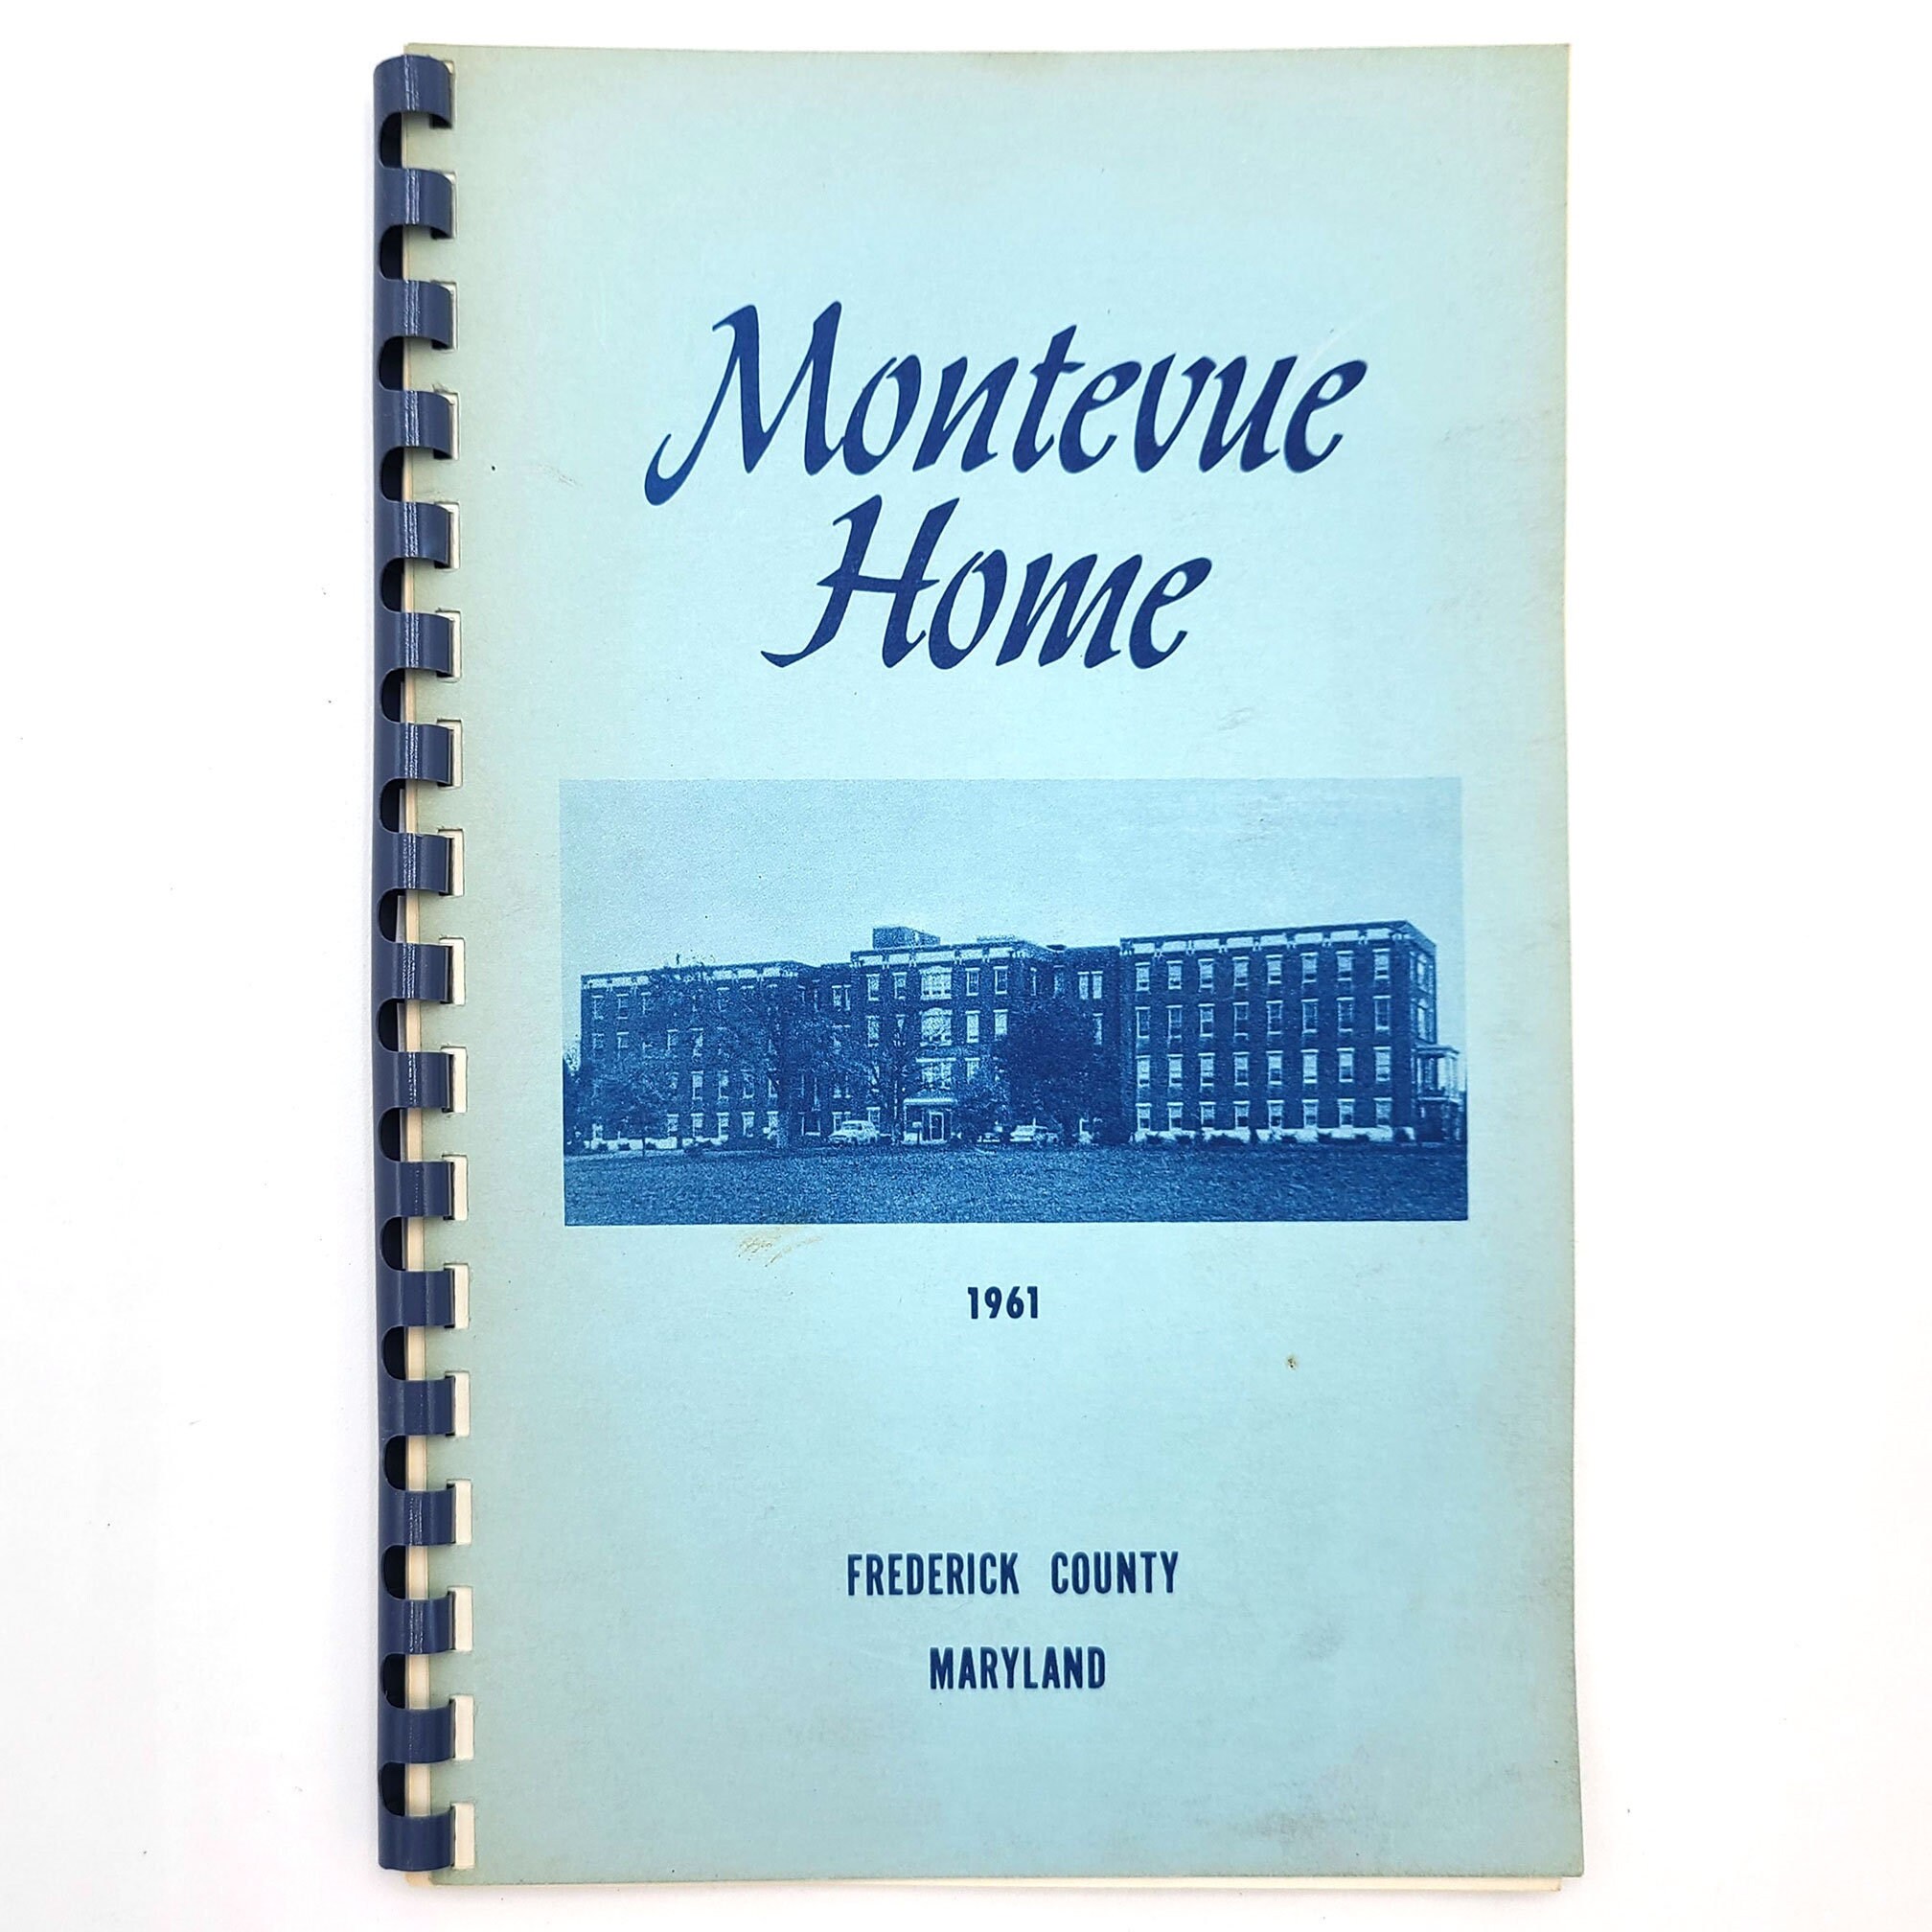 Montevue
Home
1961
FREDERICK COUNTY
MARYLAND